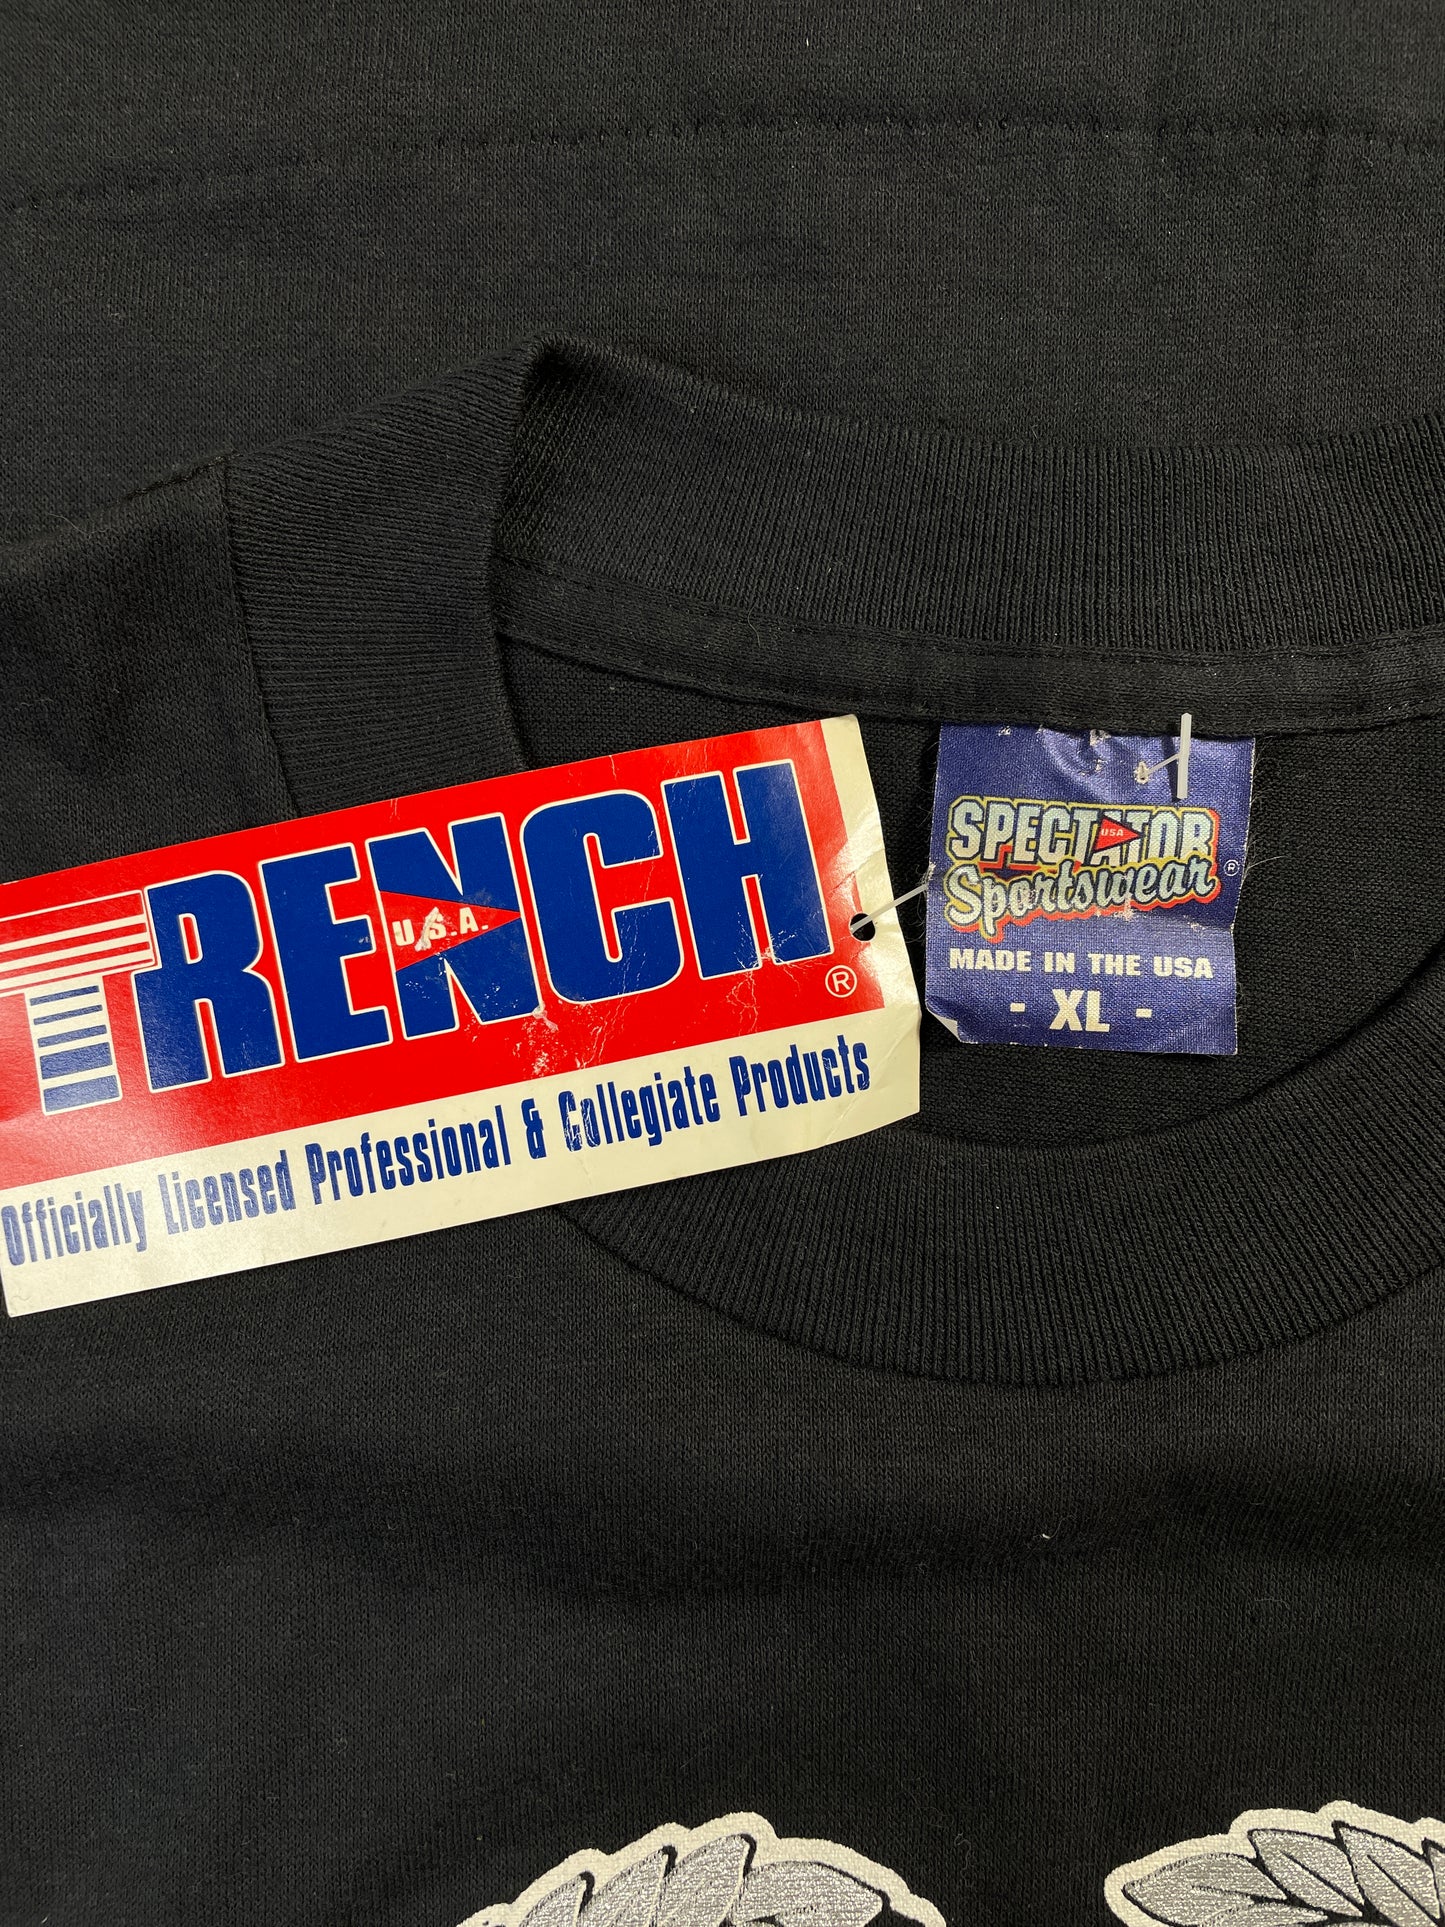 TRENCH
U.S.A.
®
Officially Licensed Professional & Collegiate Products
SPECTATOR
USA
Sportswear ®
MADE IN THE USA
- XL -